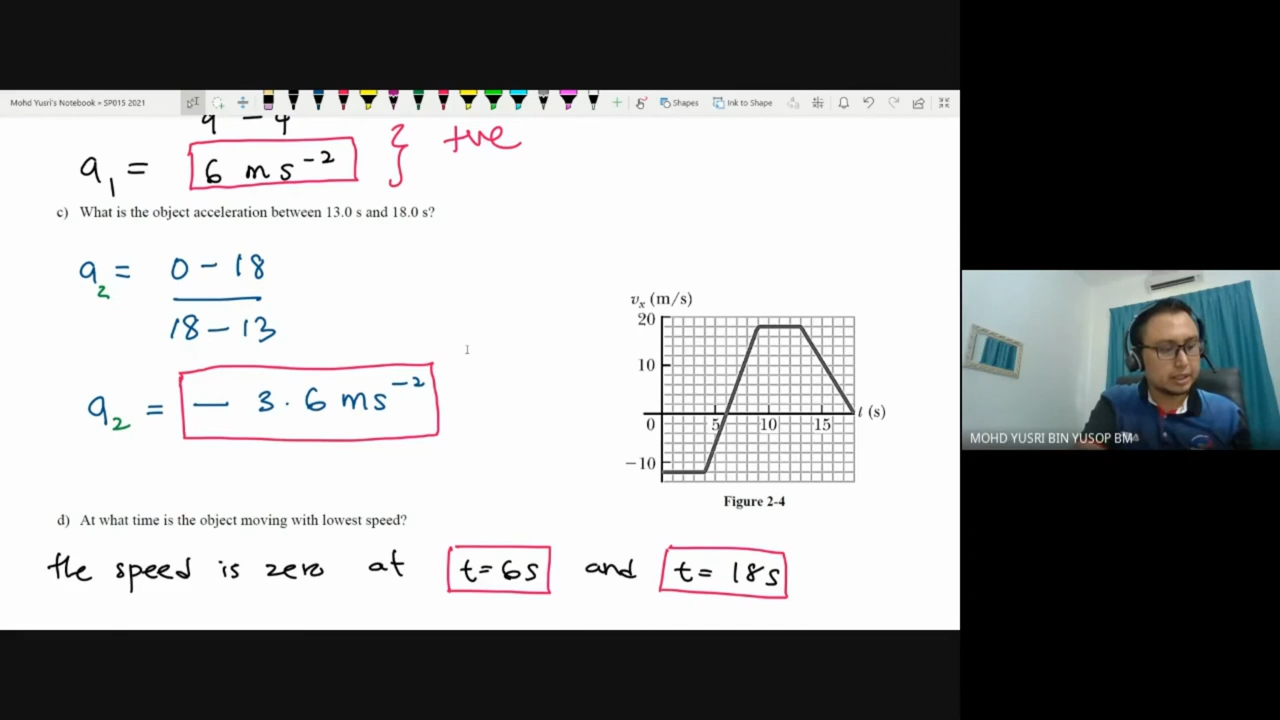 Mohd Yusri's Notebook » SP015 2021
Shapes
Ink to Shape
9 - 4
a1 = 6 ms-2 } +ve
c) What is the object acceleration between 13.0 s and 18.0 s?
a2 = 0 - 18
18 - 13
a2 = - 3.6 ms-2
vx (m/s)
20
10
0
5
10
15
t (s)
-10
Figure 2-4
MOHD YUSRI BIN YUSOP BM
d) At what time is the object moving with lowest speed?
the speed is zero at t = 6s and t = 18s